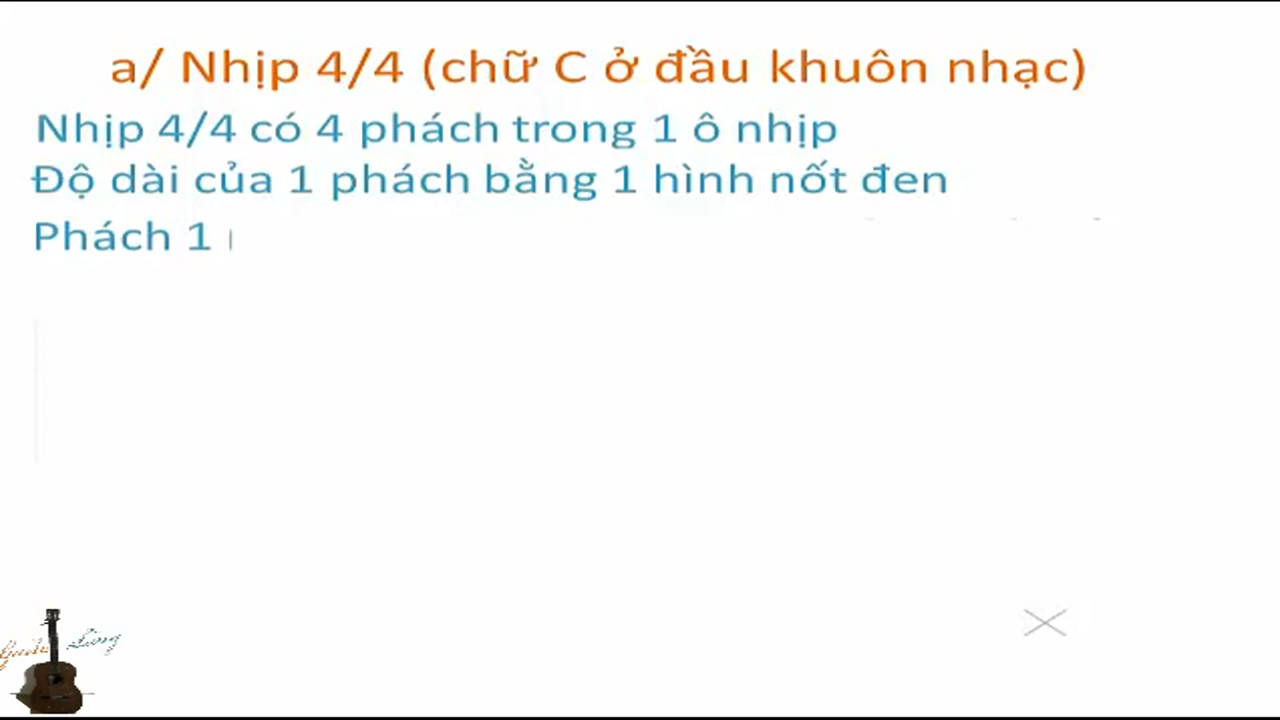 a/ Nhịp 4/4 (chữ C ở đầu khuôn nhạc)
Nhịp 4/4 có 4 phách trong 1 ô nhịp
Độ dài của 1 phách bằng 1 hình nốt đen
Phách 1